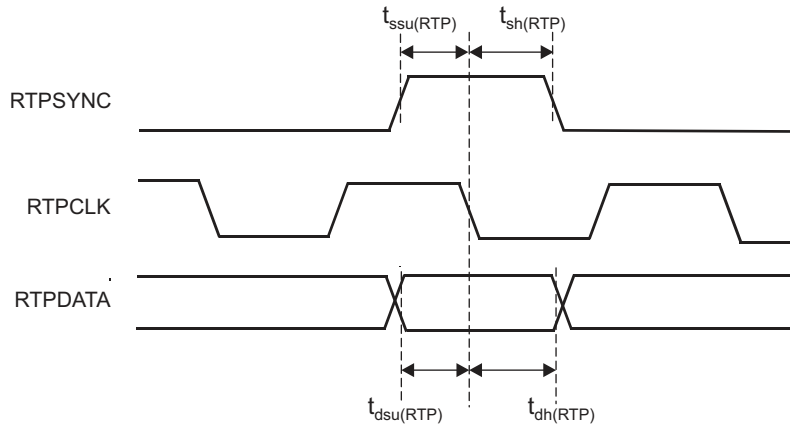 tssu(RTP) tsh(RTP)
RTPSYNC
RTPCLK
RTPDATA
tdsu(RTP) tdh(RTP)